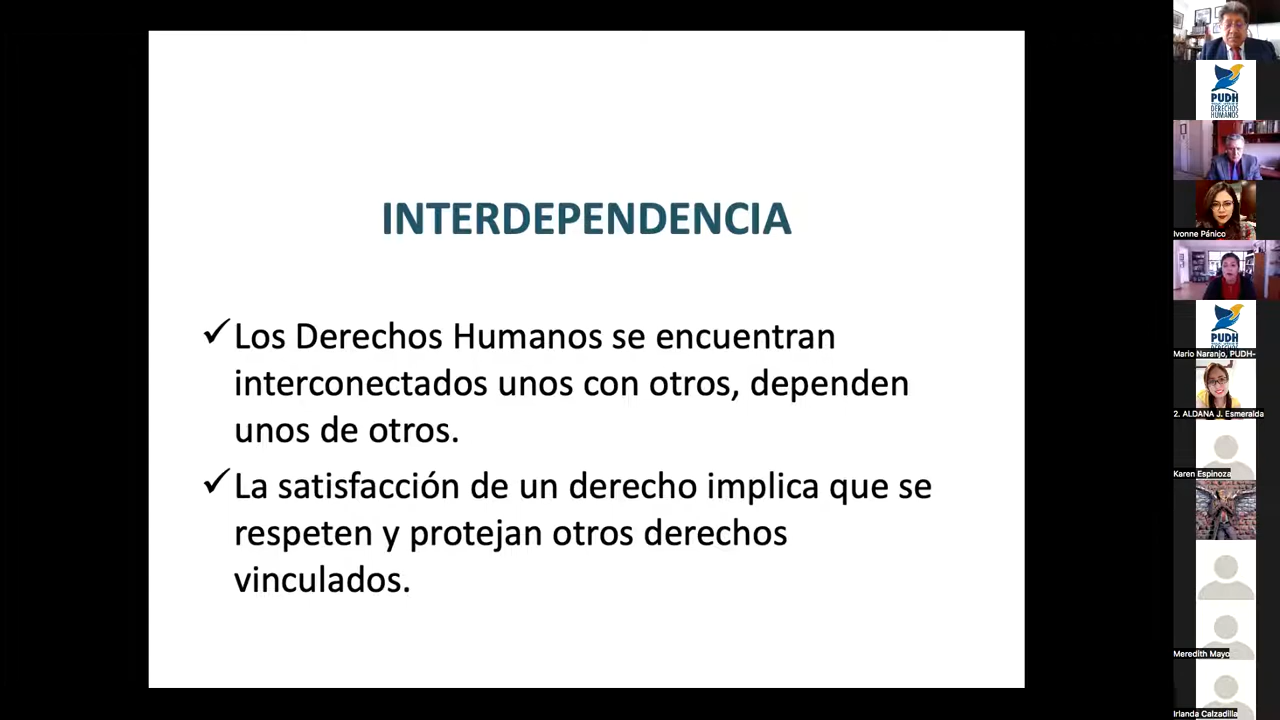 INTERDEPENDENCIA
✓Los Derechos Humanos se encuentran
interconectados unos con otros, dependen
unos de otros.
✓La satisfacción de un derecho implica que se
respeten y protejan otros derechos
vinculados.
PUDH
DERECHOS
HUMANOS
Ivonne Pánico
PUDH
Mario Naranjo, PUDH-
2. ALDANA J. Esmeralda
Karen Espinoza
Meredith Mayo
Irlanda Calzadilla